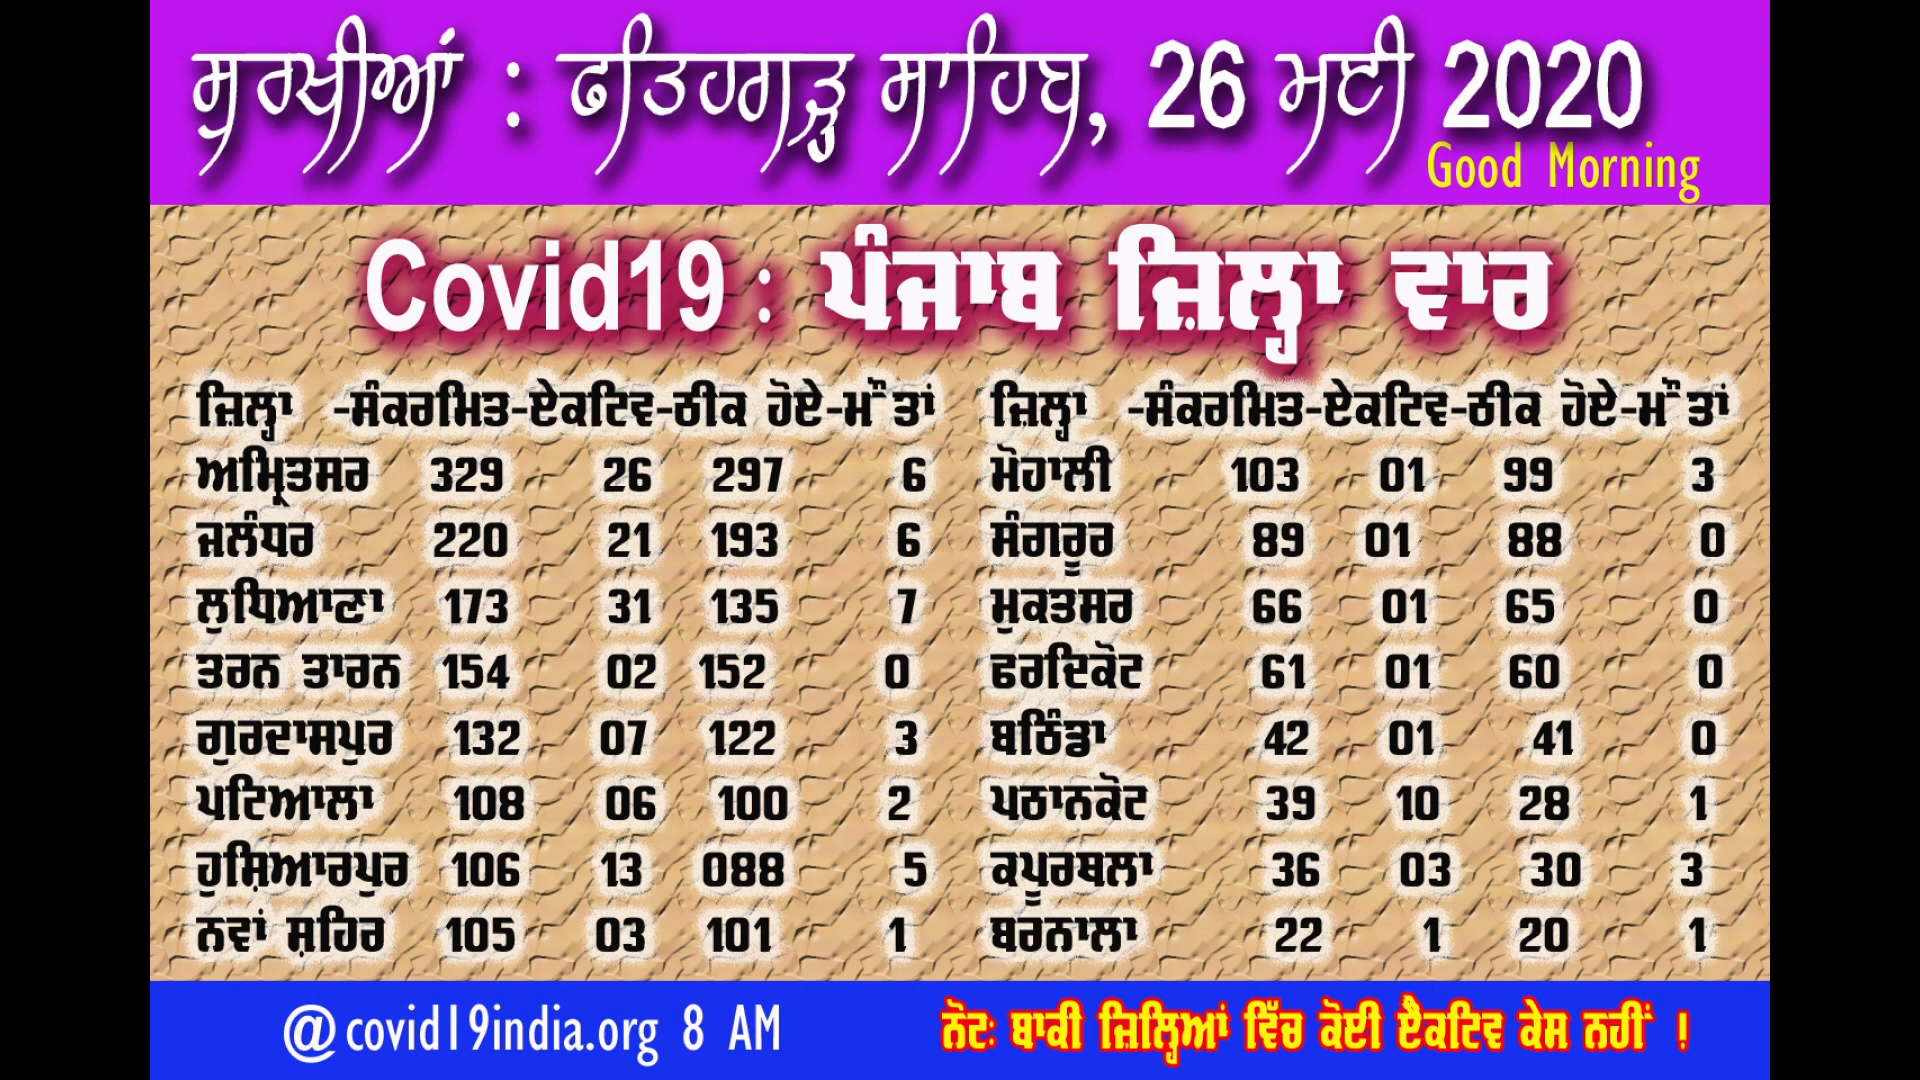 ਸੁਰਖੀਆਂ : ਫਤਿਹਗੜ੍ਹ ਸਾਹਿਬ, 26 ਮਈ 2020
Good Morning
Covid19 : ਪੰਜਾਬ ਜ਼ਿਲ੍ਹਾ ਵਾਰ
ਜ਼ਿਲ੍ਹਾ -ਸੰਕਰਮਿਤ-ਏਕਟਿਵ-ਠੀਕ ਹੋਏ-ਮੌਤਾਂ
ਅਮ੍ਰਿਤਸਰ 329 26 297 6
ਜਲੰਧਰ 220 21 193 6
ਲੁਧਿਆਣਾ 173 31 135 7
ਤਰਨ ਤਾਰਨ 154 02 152 0
ਗੁਰਦਾਸਪੁਰ 132 07 122 3
ਪਟਿਆਲਾ 108 06 100 2
ਹੁਸ਼ਿਆਰਪੁਰ 106 13 088 5
ਨਵਾਂ ਸ਼ਹਿਰ 105 03 101 1
ਜ਼ਿਲ੍ਹਾ -ਸੰਕਰਮਿਤ-ਏਕਟਿਵ-ਠੀਕ ਹੋਏ-ਮੌਤਾਂ
ਮੋਹਾਲੀ 103 01 99 3
ਸੰਗਰੂਰ 89 01 88 0
ਮੁਕਤਸਰ 66 01 65 0
ਫਰਦਿਕੋਟ 61 01 60 0
ਬਠਿੰਡਾ 42 01 41 0
ਪਠਾਨਕੋਟ 39 10 28 1
ਕਪੂਰਥਲਾ 36 03 30 3
ਬਰਨਾਲਾ 22 1 20 1
@covid19india.org 8 AM
ਨੋਟਃ ਬਾਕੀ ਜ਼ਿਲ੍ਹਿਆਂ ਵਿੱਚ ਕੋਈ ਏੈਕਟਿਵ ਕੇਸ ਨਹੀਂ !